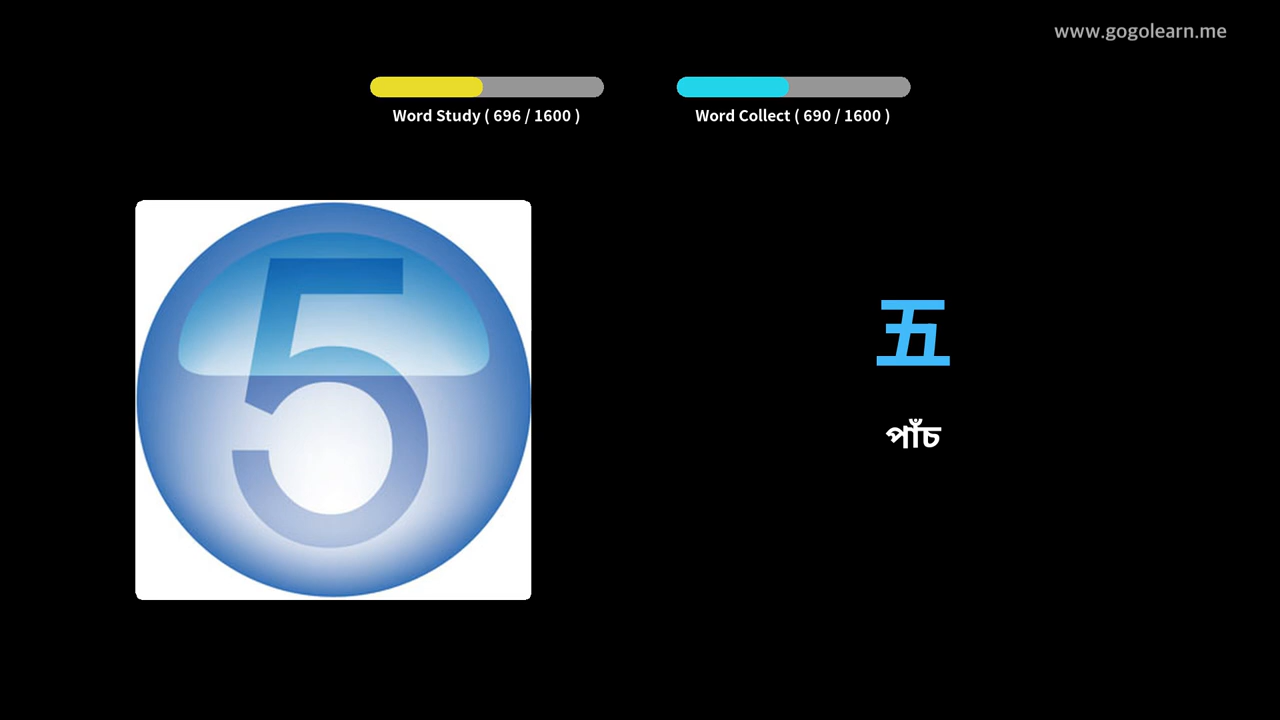 www.gogolearn.me
Word Study ( 696 / 1600 )
Word Collect ( 690 / 1600 )
5
五
পাঁচ